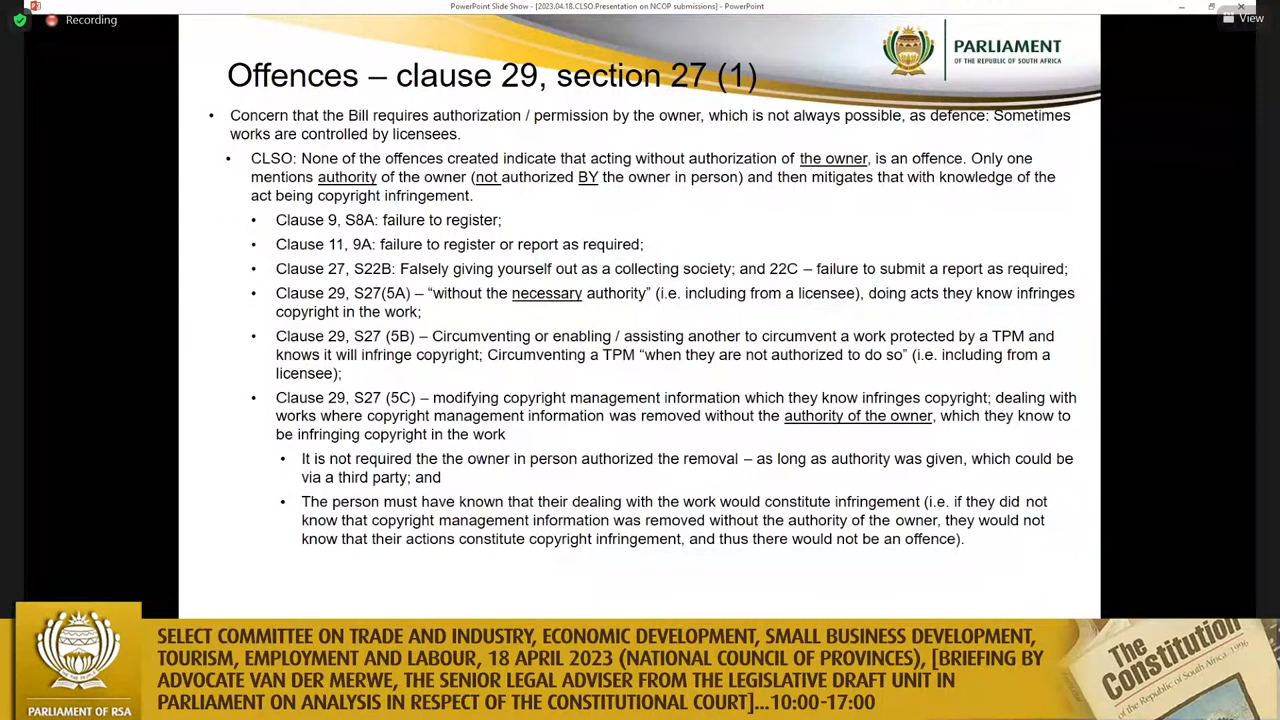 PowerPoint Slide Show - [2023.04.18.CLSO.Presentation on NCOP submissions] - PowerPoint
Recording
View
PARLIAMENT
OF THE REPUBLIC OF SOUTH AFRICA
Offences – clause 29, section 27 (1)
• Concern that the Bill requires authorization / permission by the owner, which is not always possible, as defence: Sometimes
works are controlled by licensees.
• CLSO: None of the offences created indicate that acting without authorization of the owner, is an offence. Only one
mentions authority of the owner (not authorized BY the owner in person) and then mitigates that with knowledge of the
act being copyright infringement.
• Clause 9, S8A: failure to register;
• Clause 11, 9A: failure to register or report as required;
• Clause 27, S22B: Falsely giving yourself out as a collecting society; and 22C – failure to submit a report as required;
• Clause 29, S27(5A) – “without the necessary authority” (i.e. including from a licensee), doing acts they know infringes
copyright in the work;
• Clause 29, S27 (5B) – Circumventing or enabling / assisting another to circumvent a work protected by a TPM and
knows it will infringe copyright; Circumventing a TPM “when they are not authorized to do so” (i.e. including from a
licensee);
• Clause 29, S27 (5C) – modifying copyright management information which they know infringes copyright; dealing with
works where copyright management information was removed without the authority of the owner, which they know to
be infringing copyright in the work
• It is not required the the owner in person authorized the removal – as long as authority was given, which could be
via a third party; and
• The person must have known that their dealing with the work would constitute infringement (i.e. if they did not
know that copyright management information was removed without the authority of the owner, they would not
know that their actions constitute copyright infringement, and thus there would not be an offence).
PARLIAMENT OF RSA
SELECT COMMITTEE ON TRADE AND INDUSTRY, ECONOMIC DEVELOPMENT, SMALL BUSINESS DEVELOPMENT,
TOURISM, EMPLOYMENT AND LABOUR, 18 APRIL 2023 (NATIONAL COUNCIL OF PROVINCES), [BRIEFING BY
ADVOCATE VAN DER MERWE, THE SENIOR LEGAL ADVISER FROM THE LEGISLATIVE DRAFT UNIT IN
PARLIAMENT ON ANALYSIS IN RESPECT OF THE CONSTITUTIONAL COURT]...10:00-17:00
The
Constitution